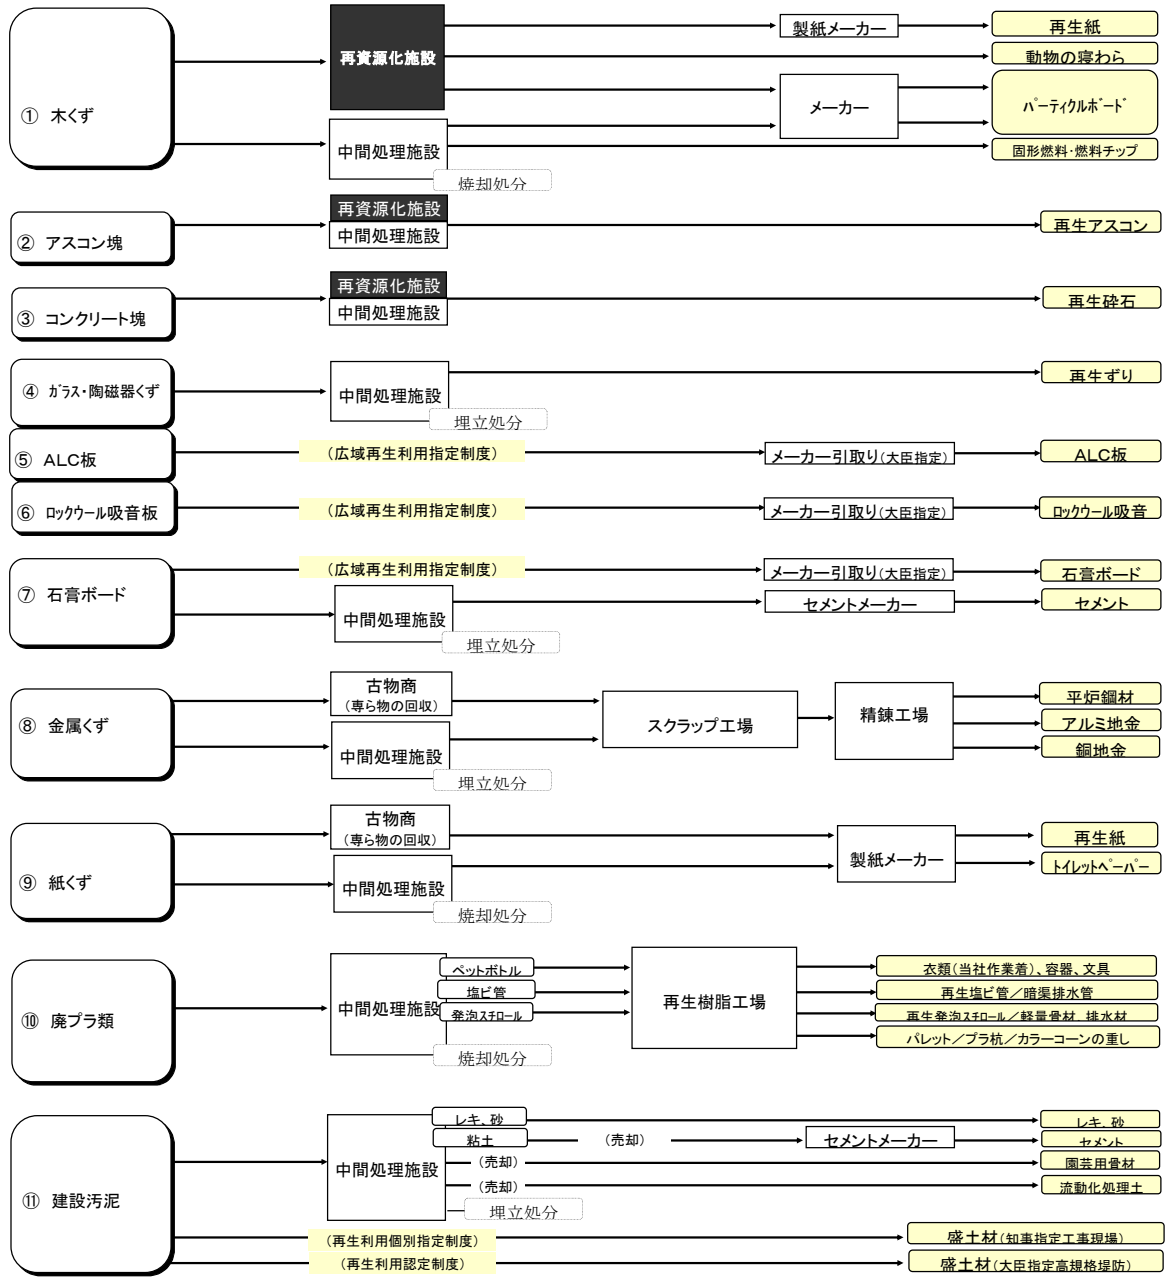 ① 木くず
再資源化施設
製紙メーカー
再生紙
動物の寝わら
メーカー
ﾊﾟｰﾃｨｸﾙﾎﾞｰﾄﾞ
中間処理施設
固形燃料・燃料チップ
焼却処分
② アスコン塊
再資源化施設
中間処理施設
再生アスコン
③ コンクリート塊
再資源化施設
中間処理施設
再生砕石
④ ｶﾞﾗｽ・陶磁器くず
中間処理施設
再生ずり
埋立処分
⑤ ALC板
（広域再生利用指定制度）
メーカー引取り（大臣指定）
ALC板
⑥ ﾛｯｸｳｰﾙ吸音板
（広域再生利用指定制度）
メーカー引取り（大臣指定）
ﾛｯｸｳｰﾙ吸音
⑦ 石膏ボード
（広域再生利用指定制度）
メーカー引取り（大臣指定）
石膏ボード
中間処理施設
セメントメーカー
セメント
埋立処分
⑧ 金属くず
古物商
（専ら物の回収）
中間処理施設
スクラップ工場
精錬工場
平炉鋼材
アルミ地金
銅地金
埋立処分
⑨ 紙くず
古物商
（専ら物の回収）
中間処理施設
製紙メーカー
再生紙
ﾄｲﾚｯﾄﾍﾟｰﾊﾟｰ
焼却処分
⑩ 廃プラ類
中間処理施設
ペットボトル
塩ビ管
発泡ｽﾁﾛｰﾙ
再生樹脂工場
衣類（当社作業着）、容器、文具
再生塩ビ管／暗渠排水管
再生発泡ｽﾁﾛｰﾙ／軽量骨材、排水材
パレット／プラ杭／カラーコーンの重し
焼却処分
⑪ 建設汚泥
中間処理施設
レキ、砂
レキ、砂
粘土
（売却）
セメントメーカー
セメント
（売却）
園芸用骨材
（売却）
流動化処理土
埋立処分
（再生利用個別指定制度）
盛土材（知事指定工事現場）
（再生利用認定制度）
盛土材（大臣指定高規格堤防）